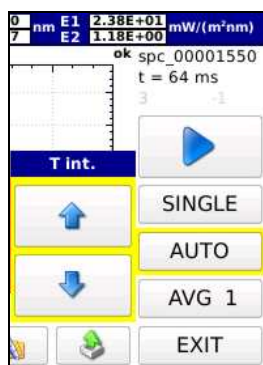 0 nm E1 2.38E+01 mW/(m²nm)
7 E2 1.18E+00
ok spc_00001550
t = 64 ms
3 -1
T int.
SINGLE
AUTO
AVG 1
EXIT